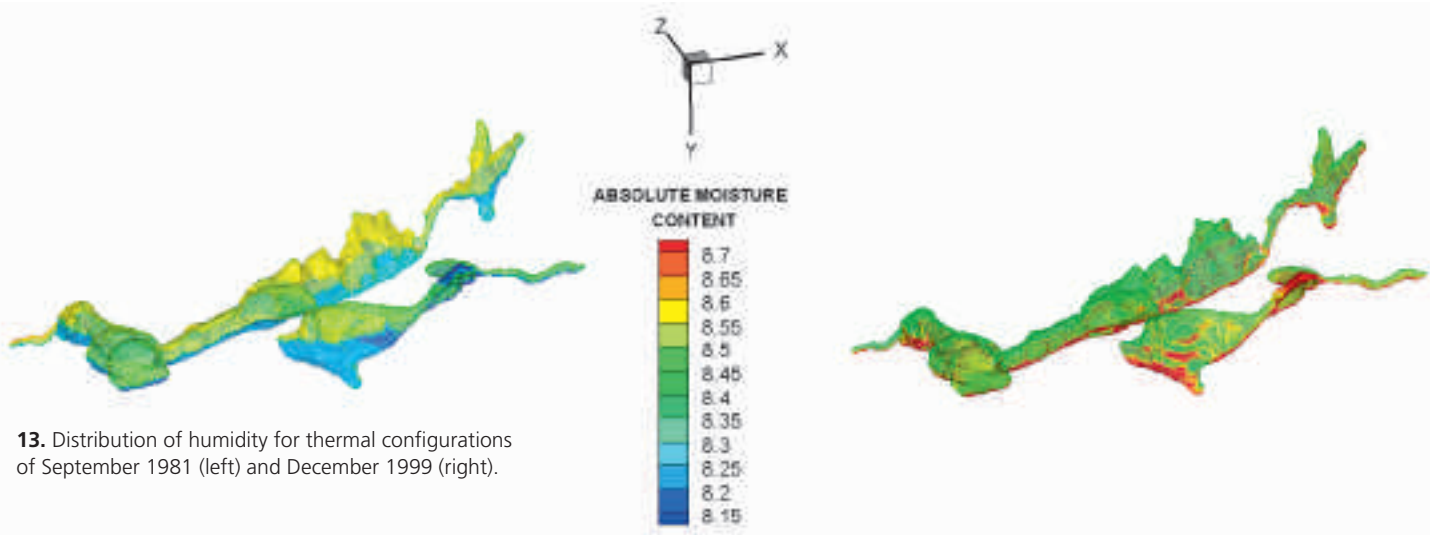 Z
X
Y
ABSOLUTE MOISTURE
CONTENT
8.7
8.65
8.6
8.55
8.5
8.45
8.4
8.35
8.3
8.25
8.2
8.15
13. Distribution of humidity for thermal configurations
of September 1981 (left) and December 1999 (right).